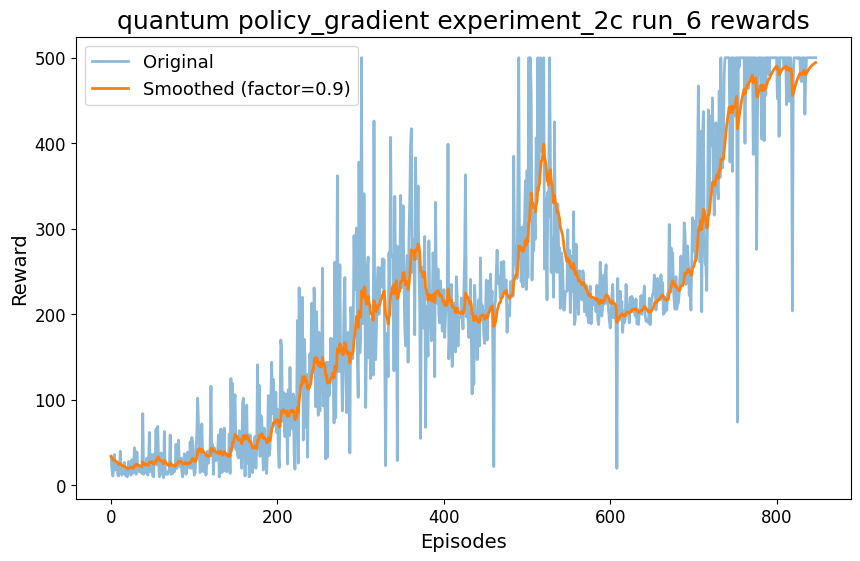 quantum policy_gradient experiment_2c run_6 rewards
Original
Smoothed (factor=0.9)
Reward
500
400
300
200
100
0
0 200 400 600 800
Episodes